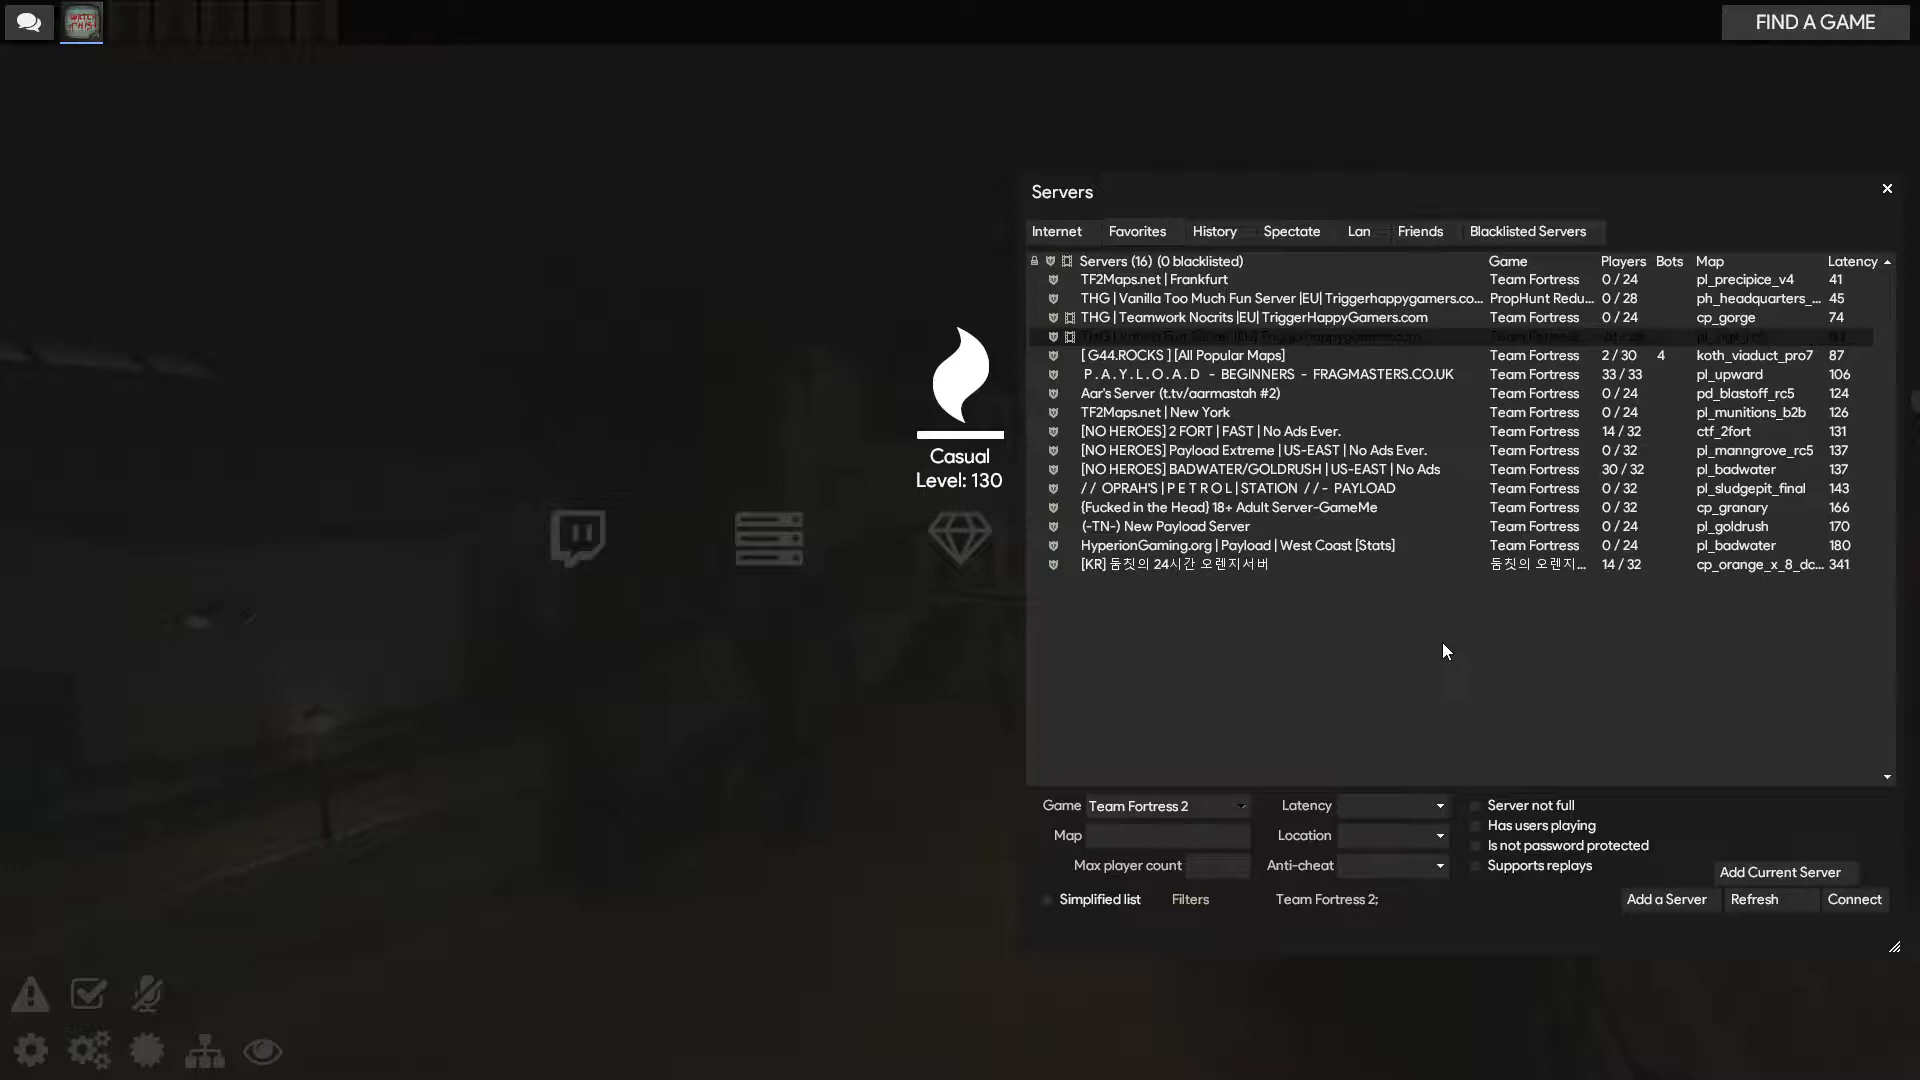 WATCH THIS
FIND A GAME
Servers
Internet Favorites History Spectate Lan Friends Blacklisted Servers
Servers (16) (0 blacklisted) Game Players Bots Map Latency
TF2Maps.net | Frankfurt Team Fortress 0 / 24 pl_precipice_v4 41
THG | Vanilla Too Much Fun Server |EU| Triggerhappygamers.co... PropHunt Redu... 0 / 28 ph_headquarters_... 45
THG | Teamwork Nocrits |EU| TriggerHappyGamers.com Team Fortress 0 / 24 cp_gorge 74
THG | Vanilla Fun Server |EU| Triggerhappygamers.com Team Fortress
[ G44.ROCKS ] [All Popular Maps] Team Fortress 2 / 30 4 koth_viaduct_pro7 87
P.A.Y.L.O.A.D - BEGINNERS - FRAGMASTERS.CO.UK Team Fortress 33 / 33 pl_upward 106
Aar's Server (t.tv/aarmastah #2) Team Fortress 0 / 24 pd_blastoff_rc5 124
TF2Maps.net | New York Team Fortress 0 / 24 pl_munitions_b2b 126
[NO HEROES] 2 FORT | FAST | No Ads Ever. Team Fortress 14 / 32 ctf_2fort 131
[NO HEROES] Payload Extreme | US-EAST | No Ads Ever. Team Fortress 0 / 32 pl_manngrove_rc5 137
[NO HEROES] BADWATER/GOLDRUSH | US-EAST | No Ads Team Fortress 30 / 32 pl_badwater 137
// OPRAH'S | P E T R O L | STATION // - PAYLOAD Team Fortress 0 / 32 pl_sludgepit_final 143
{Fucked in the Head} 18+ Adult Server-GameMe Team Fortress 0 / 32 cp_granary 166
(-TN-) New Payload Server Team Fortress 0 / 24 pl_goldrush 170
HyperionGaming.org | Payload | West Coast [Stats] Team Fortress 0 / 24 pl_badwater 180
[KR] 둠칫의 24시간 오렌지서버 둠칫의 오렌지... 14 / 32 cp_orange_x_8_dc... 341
Casual
Level: 130
Game Team Fortress 2 Latency Server not full
Has users playing
Map Location Is not password protected
Max player count Anti-cheat Supports replays
Add Current Server
Simplified list Filters Team Fortress 2; Add a Server Refresh Connect